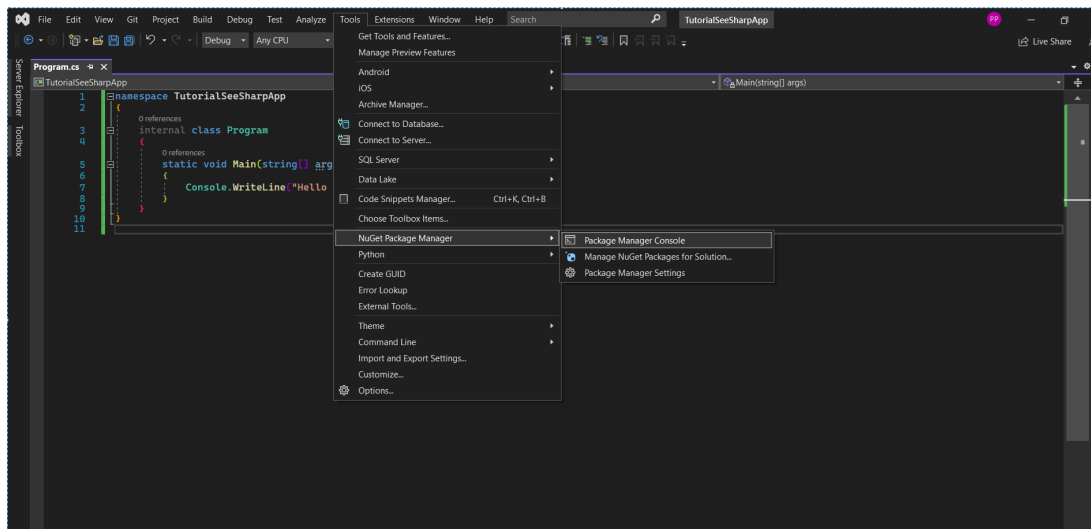 File Edit View Git Project Build Debug Test Analyze Tools Extensions Window Help Search TutorialSeeSharpApp PP
Debug Any CPU Live Share
Server Explorer
Toolbox
Program.cs
TutorialSeeSharpApp Main(string[] args)
1 namespace TutorialSeeSharpApp
2 {
0 references
3 internal class Program
4 {
0 references
5 static void Main(string[] arg
6 {
7 Console.WriteLine("Hello
8 }
9 }
10 }
11
Get Tools and Features...
Manage Preview Features
Android
iOS
Archive Manager...
Connect to Database...
Connect to Server...
SQL Server
Data Lake
Code Snippets Manager... Ctrl+K, Ctrl+B
Choose Toolbox Items...
NuGet Package Manager
Python
Create GUID
Error Lookup
External Tools...
Theme
Command Line
Import and Export Settings...
Customize...
Options...
Package Manager Console
Manage NuGet Packages for Solution...
Package Manager Settings